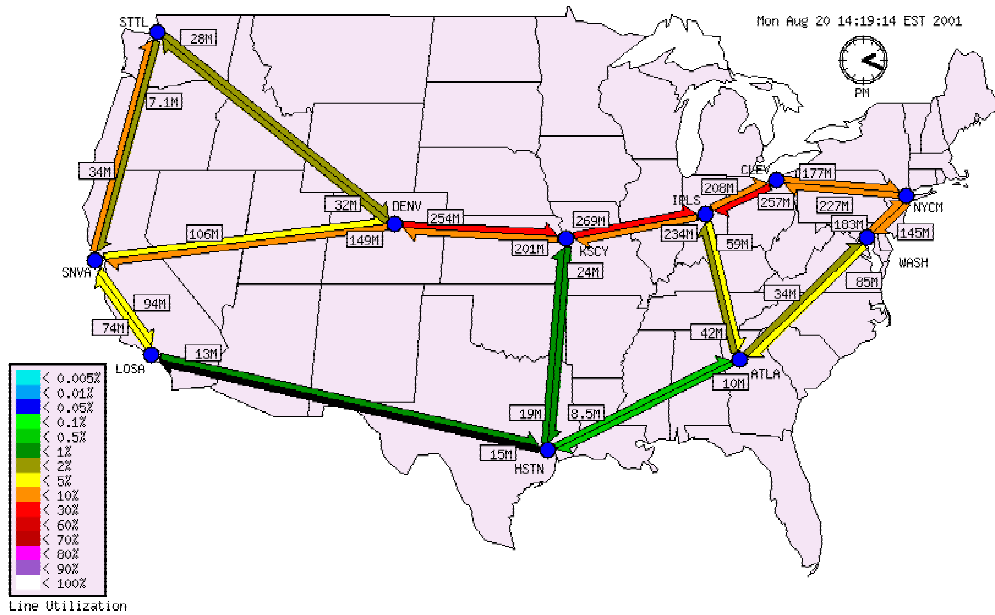 Mon Aug 20 14:19:14 EST 2001
PM
STTL
28M
7.1M
34M
32M
DENV
254M
106M
149M
201M
SNVA
94M
74M
LOSA
13M
15M
HSTN
19M
8.5M
24M
KSCY
269M
234M
IPLS
208M
CLEV
257M
177M
227M
NYCM
183M
145M
WASH
85M
34M
59M
42M
ATLA
10M
< 0.005%
< 0.01%
< 0.05%
< 0.1%
< 0.5%
< 1%
< 2%
< 5%
< 10%
< 30%
< 60%
< 70%
< 80%
< 90%
< 100%
Line Utilization